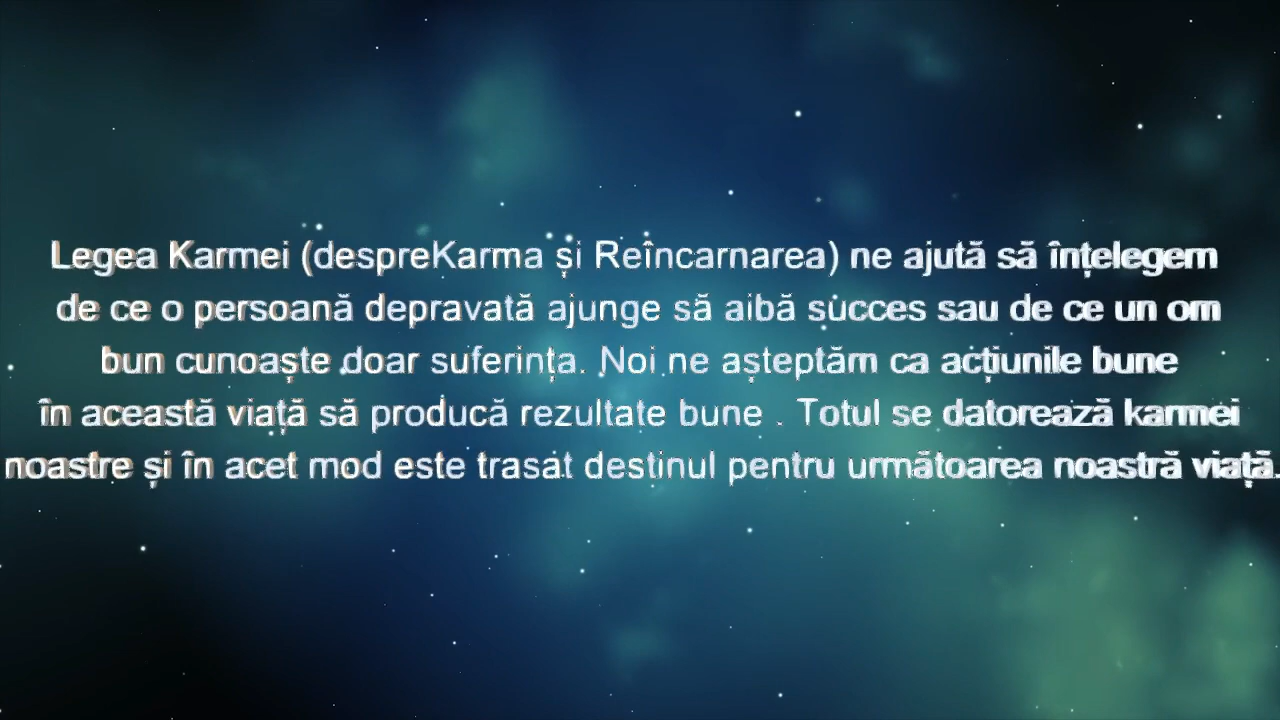 Legea Karmei (despreKarma și Reîncarnarea) ne ajută să înțelegem
de ce o persoană depravată ajunge să aibă succes sau de ce un om
bun cunoaște doar suferința. Noi ne așteptăm ca acțiunile bune
în această viață să producă rezultate bune . Totul se datorează karmei
noastre și în acet mod este trasat destinul pentru următoarea noastră viață.